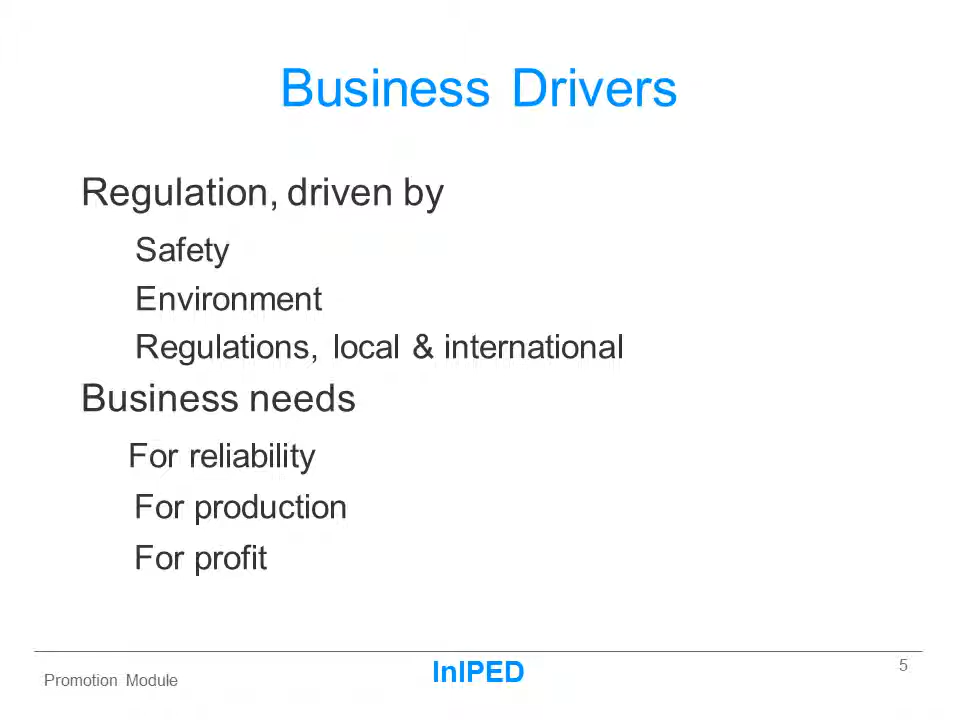 Business Drivers
Regulation, driven by
Safety
Environment
Regulations, local & international
Business needs
For reliability
For production
For profit
Promotion Module
InIPED
5